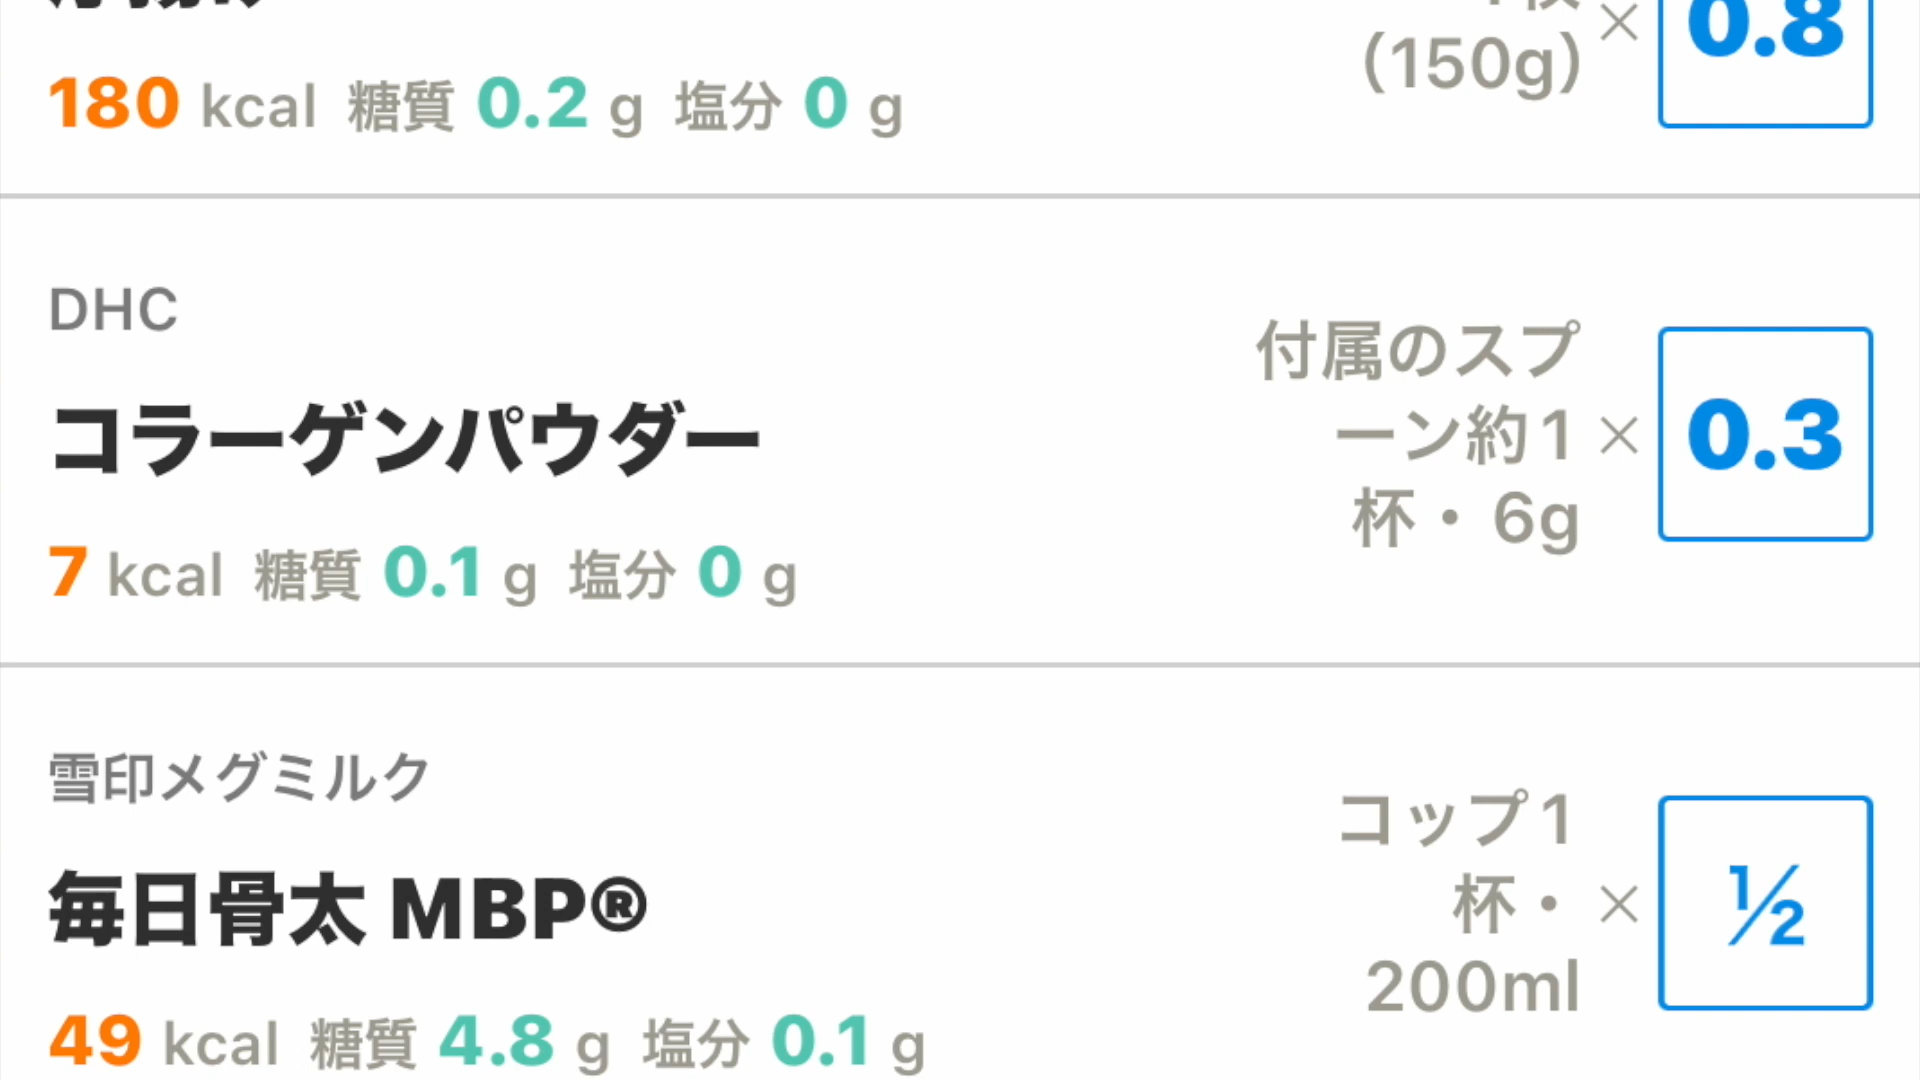 (150g) × 0.8
180 kcal 糖質 0.2 g 塩分 0 g
DHC
コラーゲンパウダー
付属のスプ
ーン約1
杯・6g
× 0.3
7 kcal 糖質 0.1 g 塩分 0 g
雪印メグミルク
毎日骨太 MBP®
コップ1
杯・
200ml
× ½
49 kcal 糖質 4.8 g 塩分 0.1 g